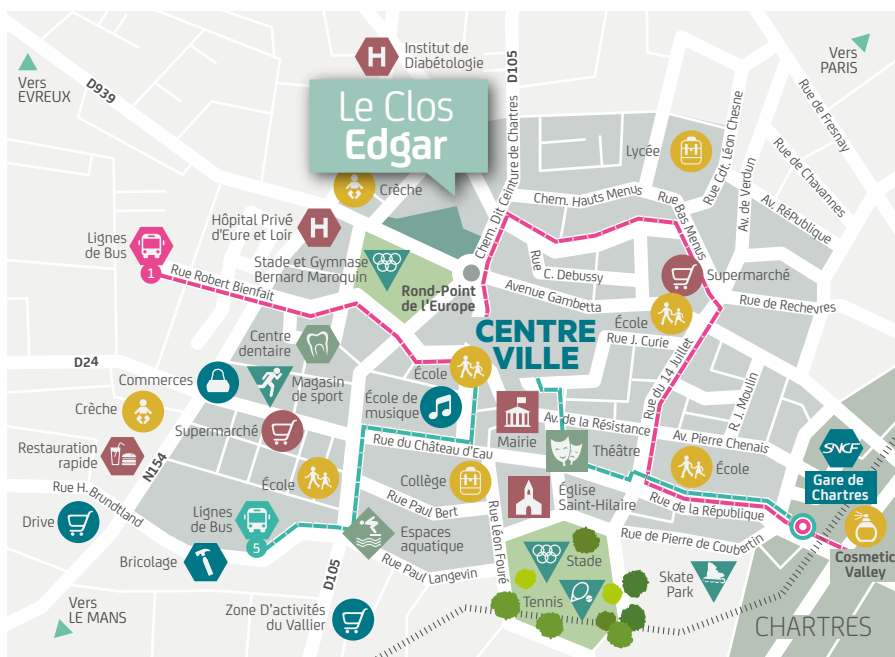 Institut de
Diabétologie
D105
Vers
PARIS
Vers
EVREUX
D939
Le Clos
Edgar
Rue de Fresnay
Rue Cdt. Léon Chesne
Lycée
Rue de Chavannes
Av. de Verdun
Crèche
Chem. Dit Ceinture de Chartres
Chem. Hauts Menus
Rue Bas Menus
Av. RéPublique
H
H
Hôpital Privé
d'Eure et Loir
Lignes
de Bus
1
Rue Robert Bienfait
Stade et Gymnase
Bernard Maroquin
Rond-Point
de l'Europe
Rue
C. Debussy
Supermarché
Avenue Gambetta
Rue de Rechevres
École
CENTRE
VILLE
Rue J. Curie
Centre
dentaire
D24
Commerces
Magasin
de sport
École
École de
musique
Rue du 14 Juillet
R. J. Moulin
Crèche
Supermarché
Mairie
Av. de la Résistance
Av. Pierre Chenais
SNCF
Restauration
rapide
Rue du Château d'Eau
Théâtre
École
Gare de
Chartres
N154
Rue H. Brundtland
École
Collège
Rue Paul Bert
Église
Saint-Hilaire
Rue de la République
Drive
Lignes
de Bus
5
Espaces
aquatique
Rue Léon Fouré
Rue de Pierre de Coubertin
Cosmetic
Valley
Bricolage
Rue Paul Langevin
Stade
Skate
Park
D105
Tennis
Vers
LE MANS
Zone D'activités
du Vallier
CHARTRES